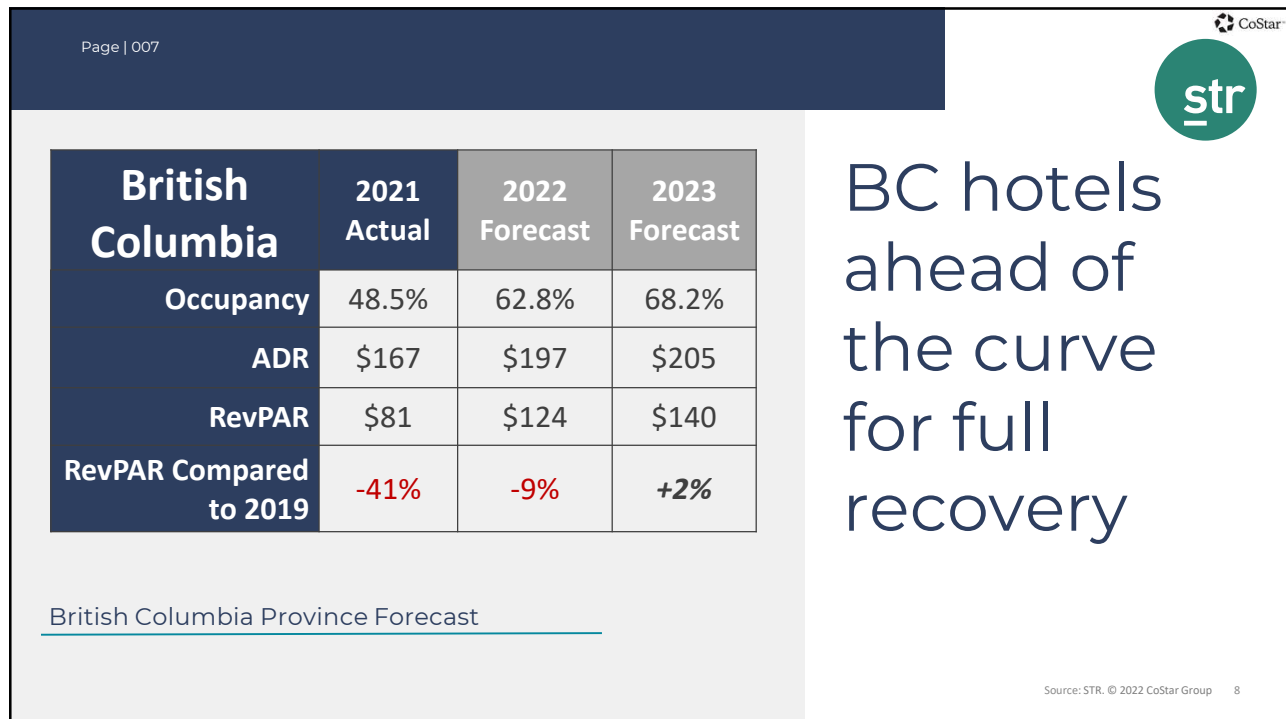 Page | 007
CoStar™
str
British
Columbia
2021
Actual
2022
Forecast
2023
Forecast
Occupancy 48.5% 62.8% 68.2%
ADR $167 $197 $205
RevPAR $81 $124 $140
RevPAR Compared
to 2019
-41% -9% +2%
BC hotels
ahead of
the curve
for full
recovery
British Columbia Province Forecast
Source: STR. © 2022 CoStar Group 8